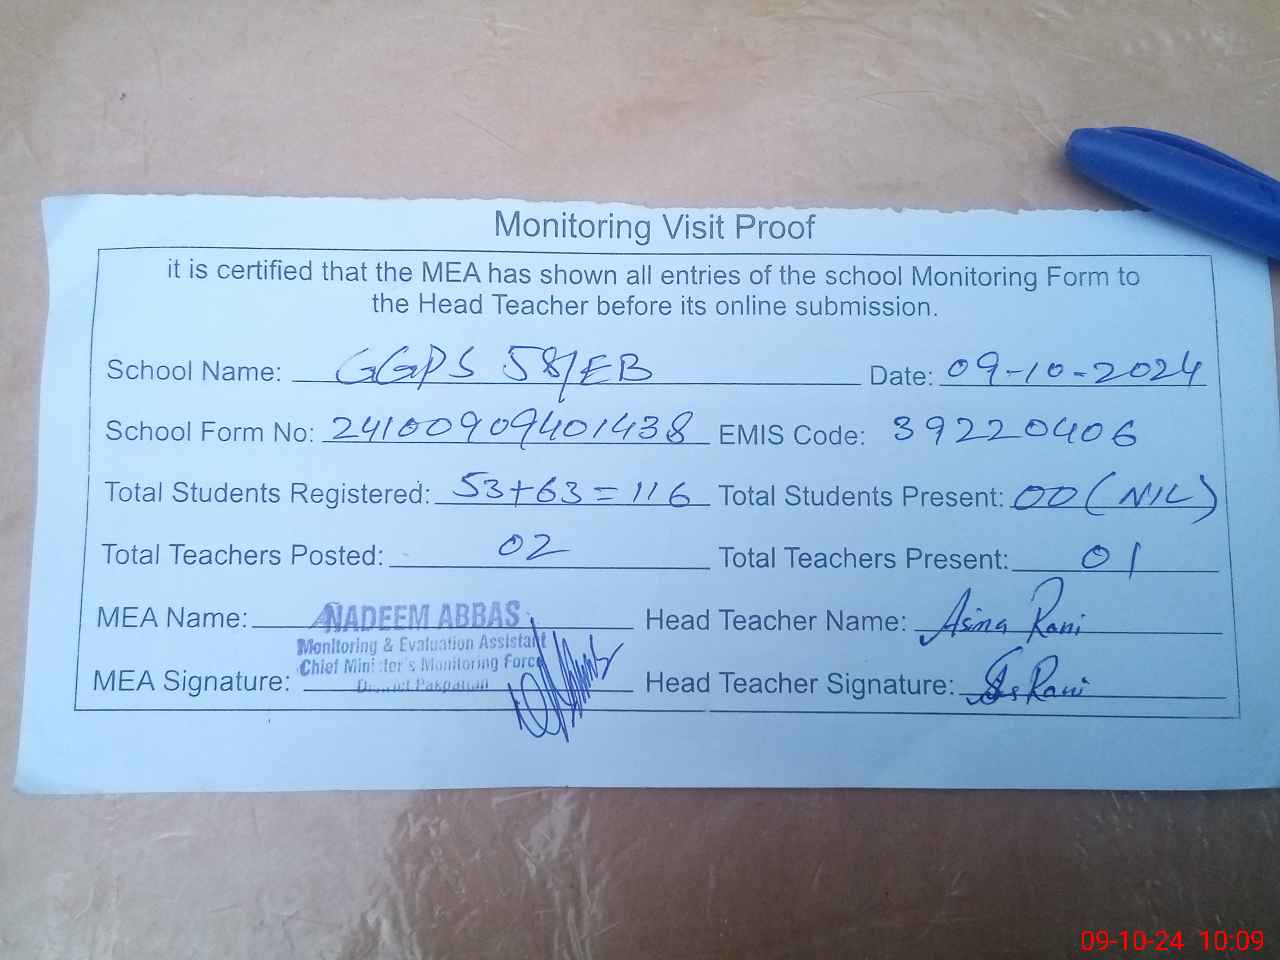 Monitoring Visit Proof
it is certified that the MEA has shown all entries of the school Monitoring Form to
the Head Teacher before its online submission.
School Name: GGPS 58/EB Date: 09-10-2024
School Form No: 24100909401438 EMIS Code: 39220406
Total Students Registered: 53+63=116 Total Students Present: 00 (NIL)
Total Teachers Posted: 02 Total Teachers Present: 01
MEA Name: NADEEM ABBAS Head Teacher Name: Asma Rani
Monitoring & Evaluation Assistant
Chief Minister's Monitoring Force
MEA Signature: District Pakpattan Head Teacher Signature: Rani
09-10-24 10:09